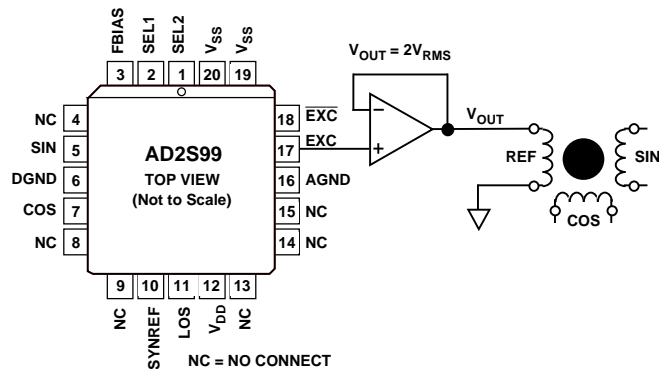 FBIAS
SEL1
SEL2
VSS
VSS
3 2 1 20 19
VOUT = 2VRMS
NC 4
SIN 5
DGND 6
COS 7
NC 8
AD2S99
TOP VIEW
(Not to Scale)
18 EXC
17 EXC
16 AGND
15 NC
14 NC
–
+
VOUT
REF
SIN
COS
9 10 11 12 13
NC
SYNREF
LOS
VDD
NC
NC = NO CONNECT